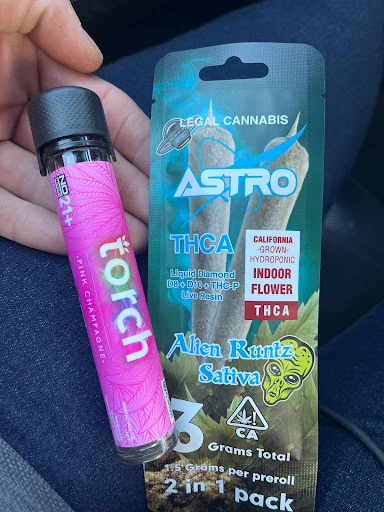 21+
torch
PINK CHAMPAGNE
LEGAL CANNABIS
ASTRO
THCA
Liquid Diamond
D8 + D10 + THC-P
Live Resin
CALIFORNIA
-GROWN-
HYDROPONIC
INDOOR
FLOWER
THCA
Alien Runtz
Sativa
3
Grams Total
CA
1.5 Grams per preroll
2 in 1 pack